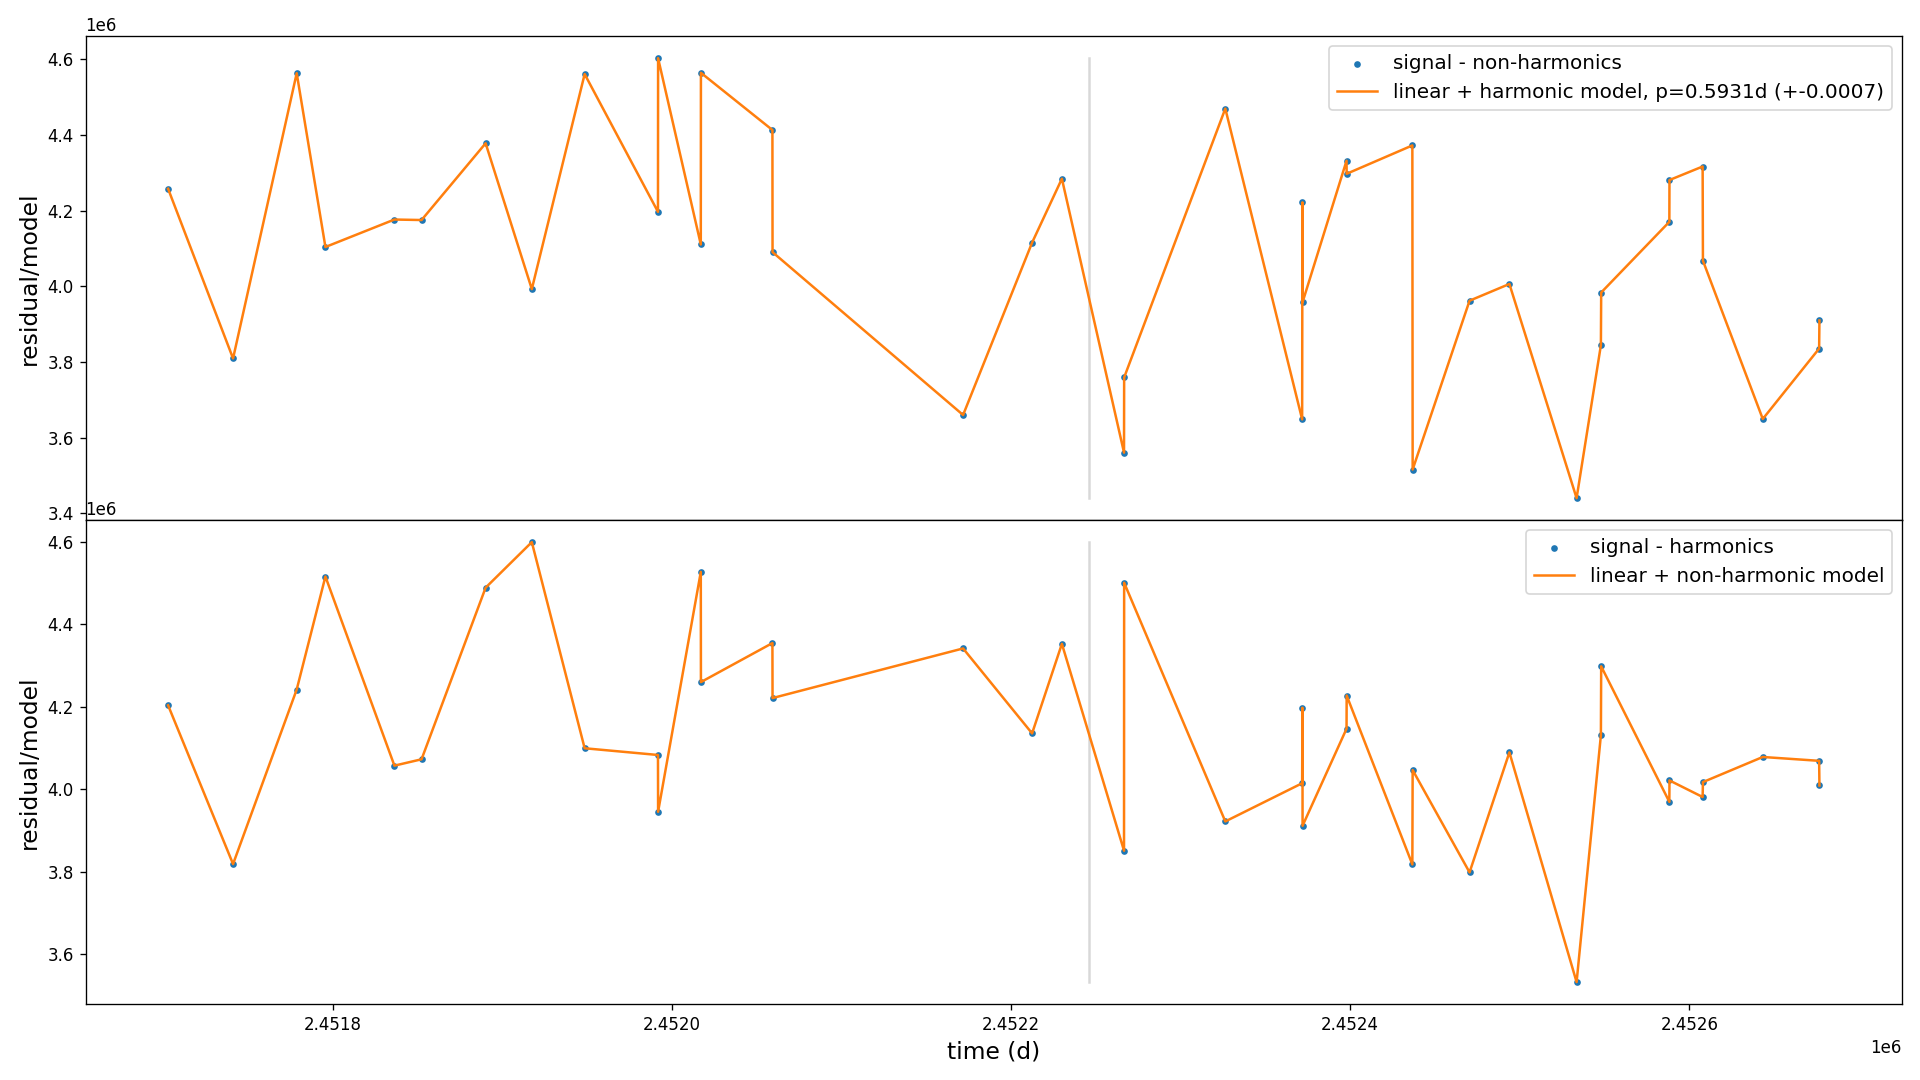 1e6
4.6
4.4
4.2
4.0
3.8
3.6
3.4
residual/model
signal - non-harmonics
linear + harmonic model, p=0.5931d (+-0.0007)
1e6
4.6
4.4
4.2
4.0
3.8
3.6
residual/model
signal - harmonics
linear + non-harmonic model
2.4518 2.4520 2.4522 2.4524 2.4526
1e6
time (d)